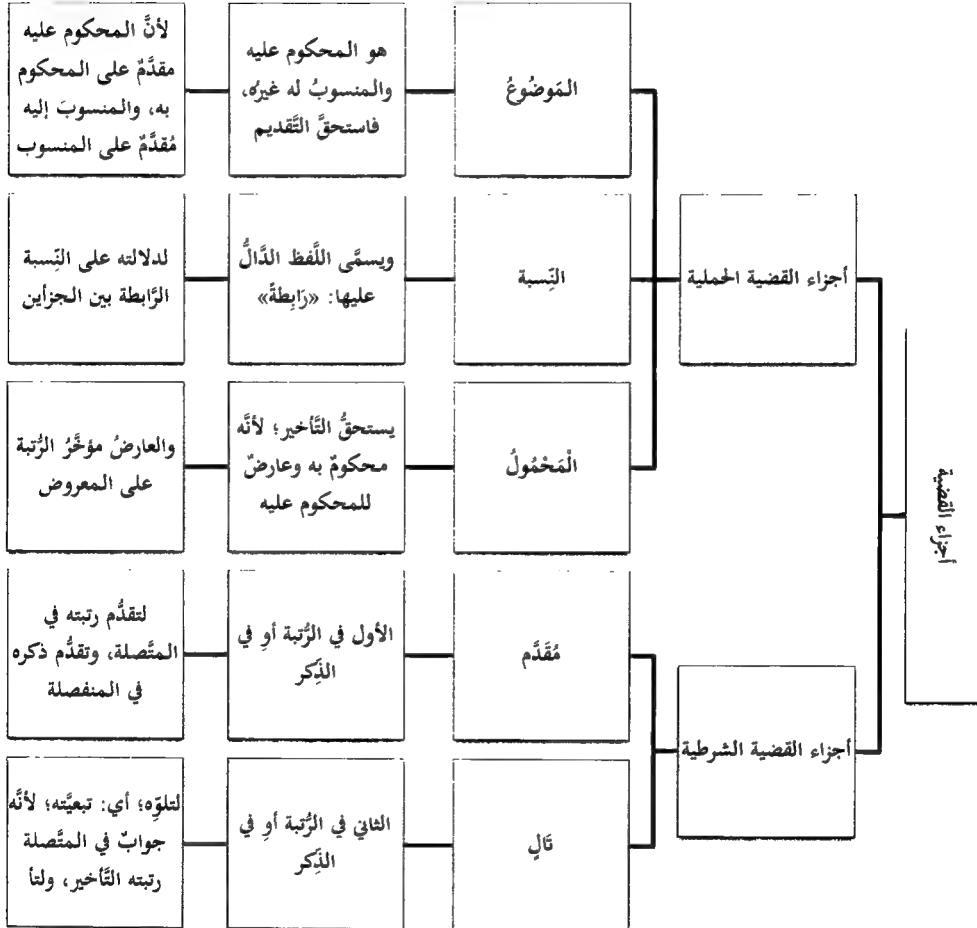 أجزاء القضية
أجزاء القضية الحملية
المَوضُوعُ
هو المحكوم عليه
والمنسوبُ له غيرُه،
فاستحقَّ التَّقديم
لأنَّ المحكوم عليه
مقدَّمٌ على المحكوم
به، والمنسوبَ إليه
مُقدَّمٌ على المنسوب
النِّسبة
ويسمَّى اللَّفظ الدَّالُّ
عليها: «رَابِطةً»
لدلالته على النِّسبة
الرَّابطة بين الجزأين
الْمَحْمُولُ
يستحقُّ التَّأخير؛ لأنَّه
محكومٌ به وعارضٌ
للمحكوم عليه
والعارضُ مؤخَّرُ الرُّتبة
على المعروض
أجزاء القضية الشرطية
مُقَدَّم
الأول في الرُّتبة أو في
الذِّكر
لتقدُّم رتبته في
المتَّصلة، وتقدُّم ذكره
في المنفصلة
تَالٍ
الثاني في الرُّتبة أو في
الذِّكر
لتلوِّه؛ أي: تبعيَّته؛ لأنَّه
جوابٌ في المتَّصلة
رتبته التَّأخير، ولتأ